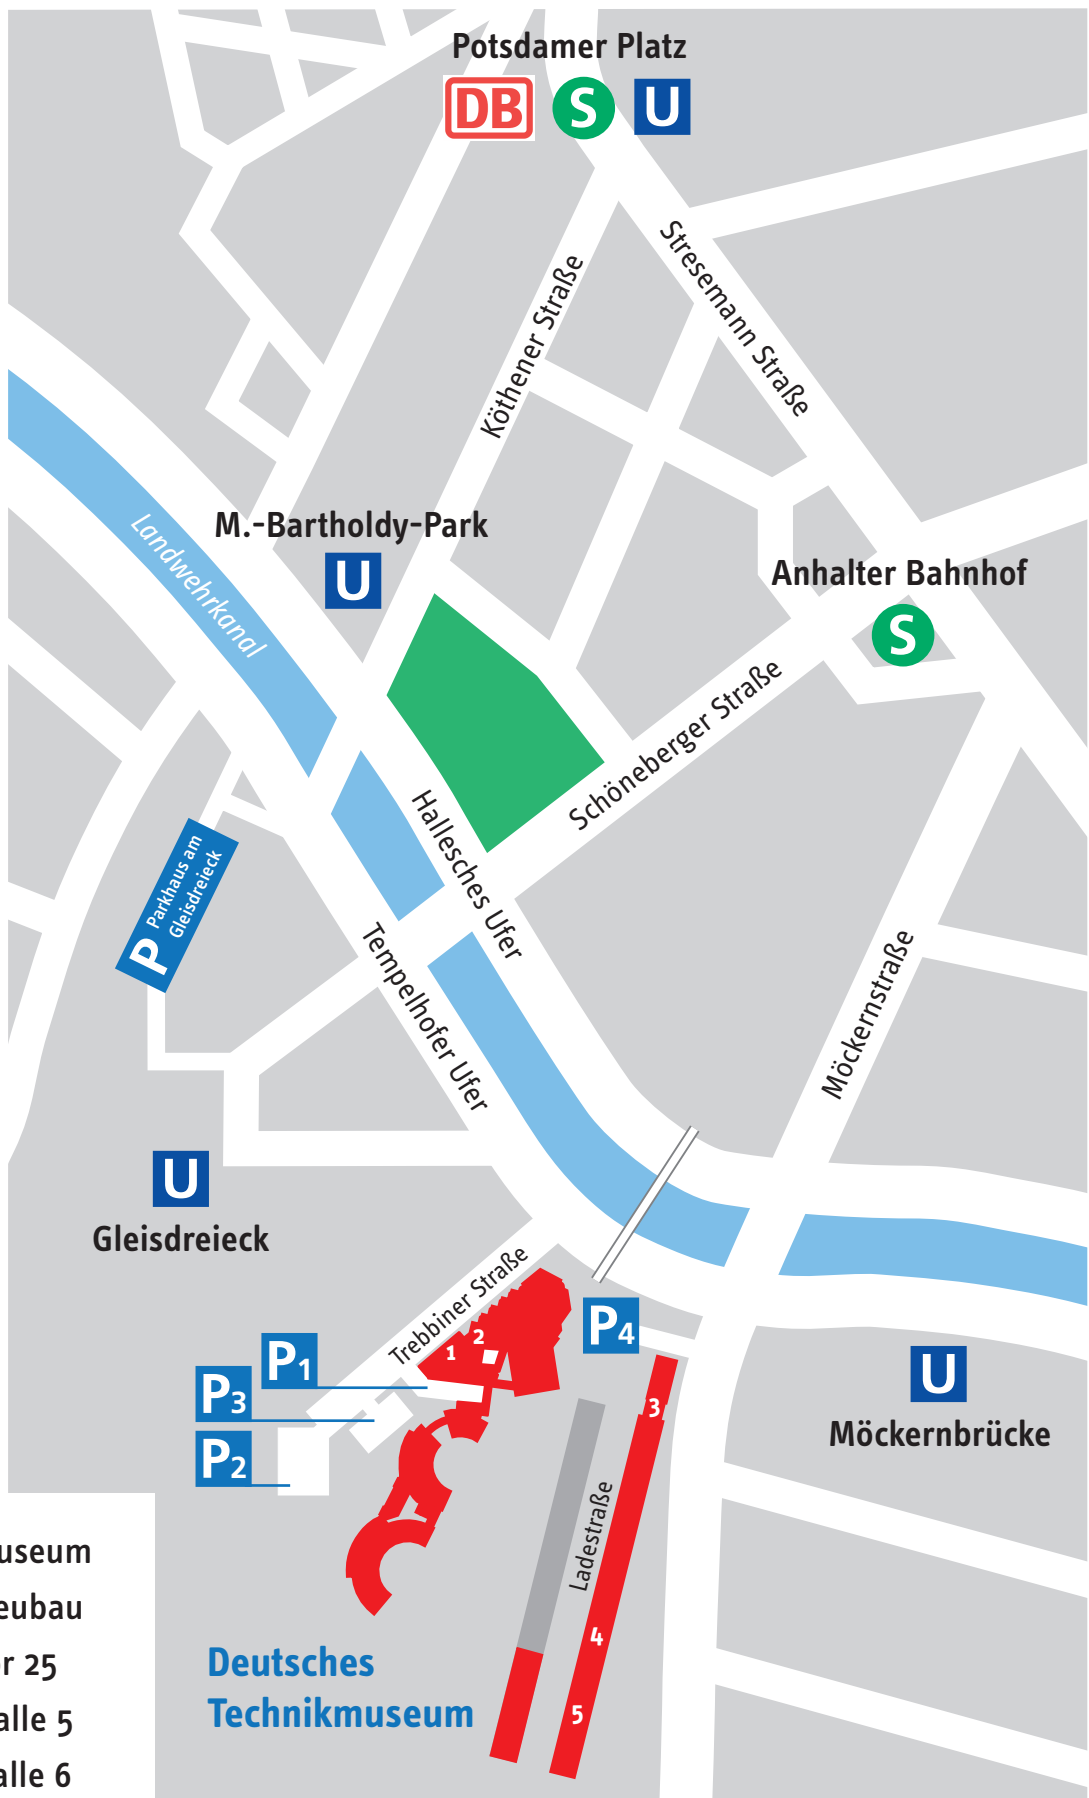 Potsdamer Platz
DB S U
Stresemann Straße
Köthener Straße
M.-Bartholdy-Park
U
Landwehrkanal
Anhalter Bahnhof
S
Schöneberger Straße
Hallesches Ufer
P Parkhaus am
Gleisdreieck
Tempelhofer Ufer
Möckernstraße
U
Gleisdreieck
Trebbiner Straße
P4
P1
P3
P2
1
2
3
U
Möckernbrücke
Ladestraße
4
5
Deutsches
Technikmuseum
useum
eubau
r 25
alle 5
alle 6